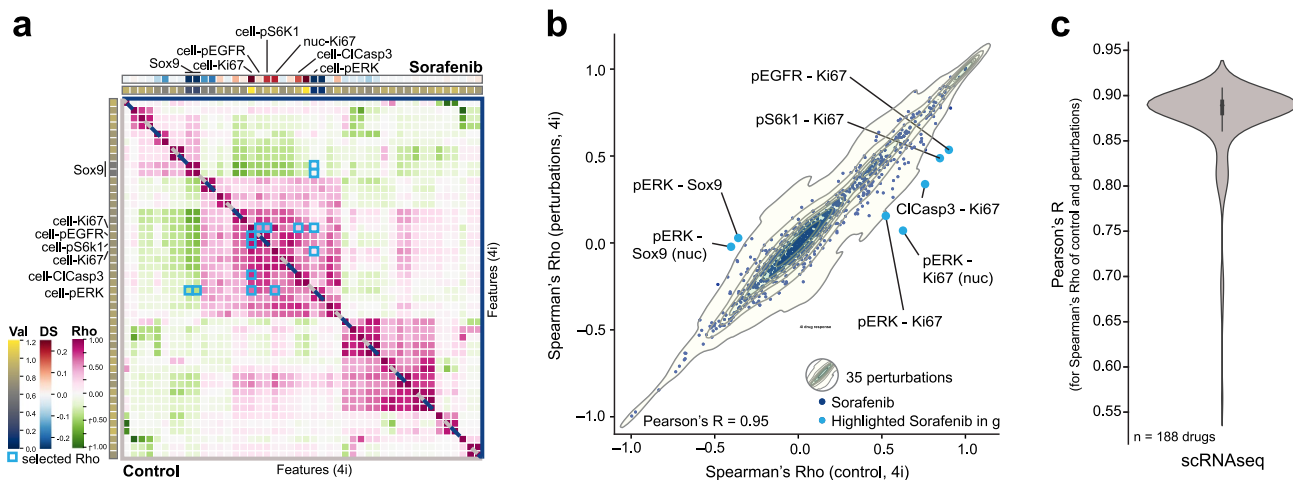 a
cell-pS6K1
cell-pEGFR
nuc-Ki67
cell-ClCasp3
Sox9
cell-Ki67
cell-pERK
Sorafenib
Sox9
cell-Ki67
cell-pEGFR
cell-pS6k1
cell-Ki67
cell-ClCasp3
cell-pERK
Features (4i)
Val DS Rho
1.2
1.0
0.8
0.6
0.4
0.2
0.0
0.2
0.1
0.0
-0.1
-0.2
1.00
0.50
0.0
-0.50
selected Rho
Control
Features (4i)
b
Spearman's Rho (perturbations, 4i)
1.0
0.5
0.0
−0.5
−1.0
pEGFR - Ki67
pS6k1 - Ki67
pERK - Sox9
ClCasp3 - Ki67
pERK -
Sox9 (nuc)
pERK -
Ki67 (nuc)
pERK - Ki67
35 perturbations
Sorafenib
Highlighted Sorafenib in g
Pearson's R = 0.95
−1.0 −0.5 0.0 0.5 1.0
Spearman's Rho (control, 4i)
c
Pearson's R
(for Spearman's Rho of control and perturbations)
0.95
0.90
0.85
0.80
0.75
0.70
0.65
0.60
0.55
n = 188 drugs
scRNAseq